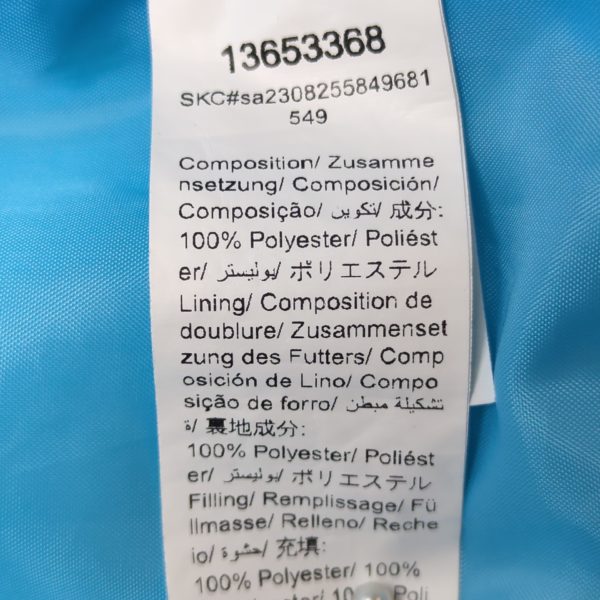 13653368
SKC#sa2308255849681
549
Composition/ Zusamme
nsetzung/ Composición/
Composição/ تكوين/ 成分:
100% Polyester/ Poliést
er/ بوليستر/ ポリエステル
Lining/ Composition de
doublure/ Zusammenset
zung des Futters/ Comp
osición de Lino/ Compo
sição de forro/ تشكيلة مبطن
ة/ 裏地成分:
100% Polyester/ Poliést
er/ بوليستر/ ポリエステル
Filling/ Remplissage/ Fü
llmasse/ Relleno/ Reche
io/ حشوة/ 充填:
100% Polyester/ 100%
Polyester/ Poli